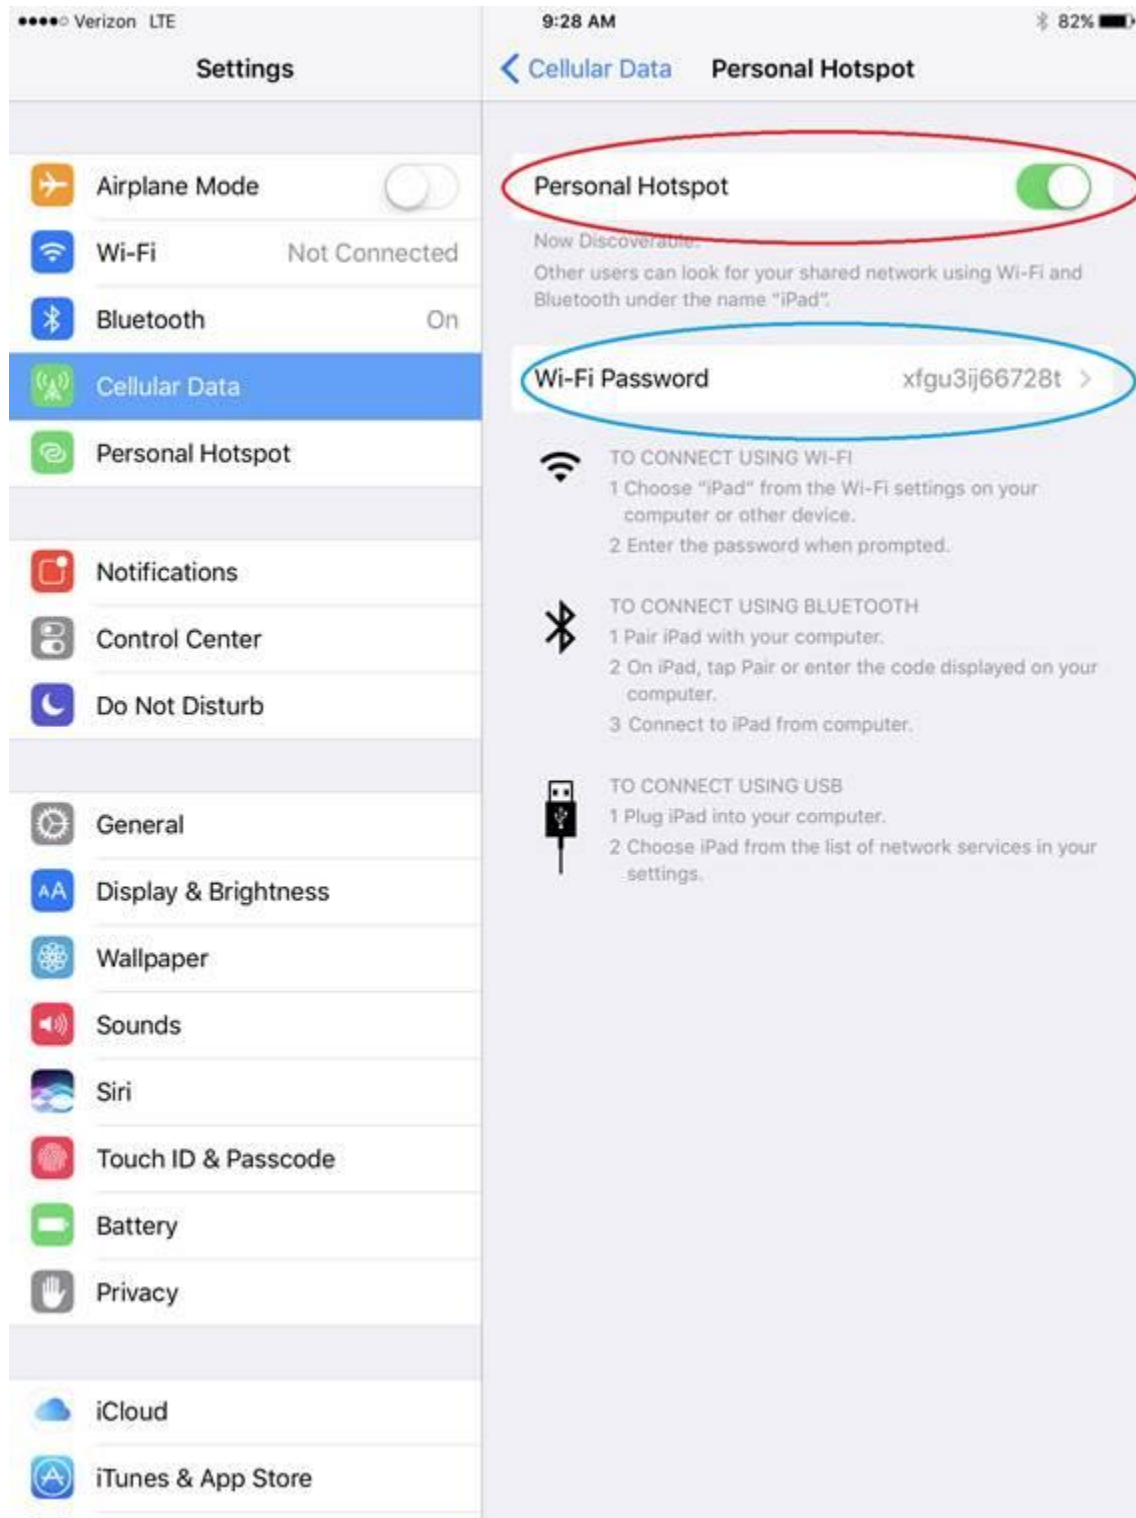 Verizon LTE
9:28 AM
82%
Settings
Cellular Data
Personal Hotspot
Airplane Mode
Wi-Fi
Not Connected
Bluetooth
On
Cellular Data
Personal Hotspot
Notifications
Control Center
Do Not Disturb
General
AA
Display & Brightness
Wallpaper
Sounds
Siri
Touch ID & Passcode
Battery
Privacy
iCloud
iTunes & App Store
Personal Hotspot
Now Discoverable.
Other users can look for your shared network using Wi-Fi and
Bluetooth under the name “iPad”.
Wi-Fi Password
xfgu3ij66728t
TO CONNECT USING WI-FI
1 Choose “iPad” from the Wi-Fi settings on your
computer or other device.
2 Enter the password when prompted.
TO CONNECT USING BLUETOOTH
1 Pair iPad with your computer.
2 On iPad, tap Pair or enter the code displayed on your
computer.
3 Connect to iPad from computer.
TO CONNECT USING USB
1 Plug iPad into your computer.
2 Choose iPad from the list of network services in your
settings.